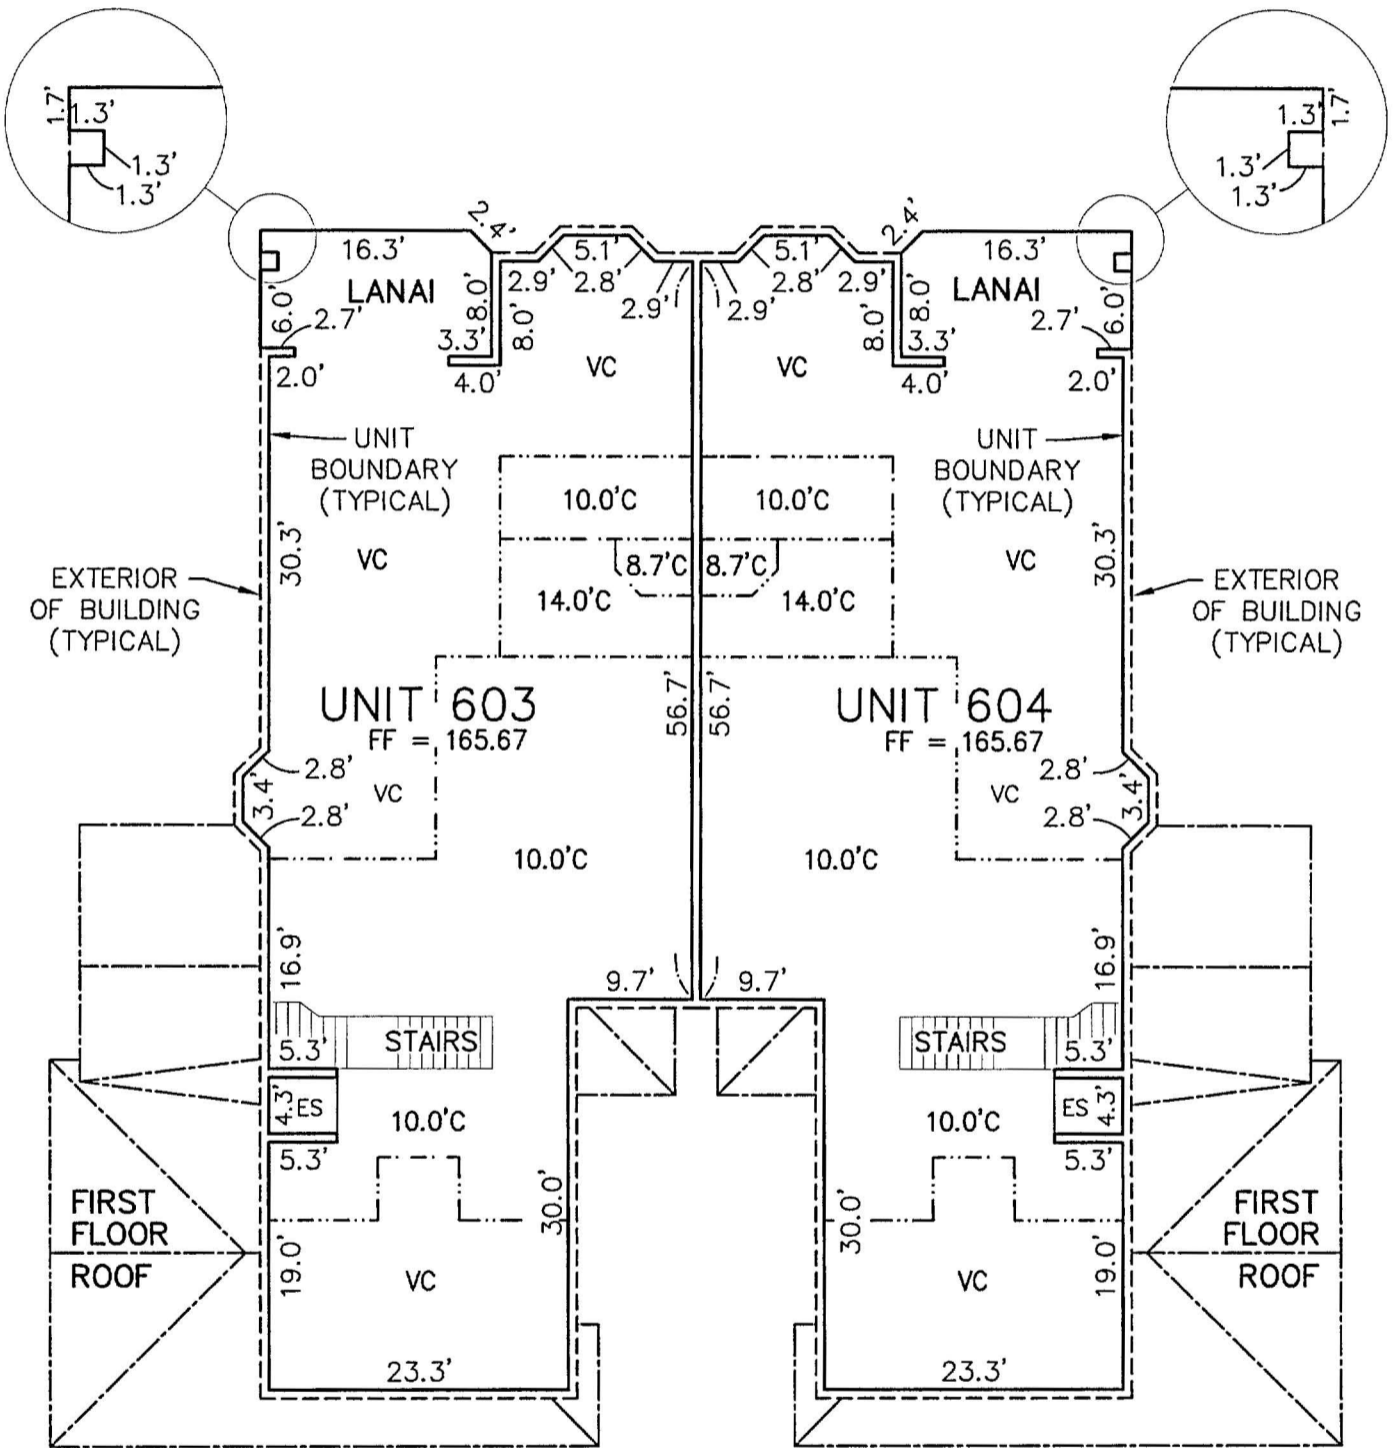 1.7'
1.3'
1.3'
1.3'
1.3'
1.7'
1.3'
1.3'
2.4'
2.4'
16.3'
5.1'
5.1'
16.3'
LANAI
2.9'
2.8'
2.8'
2.9'
LANAI
6.0'
8.0'
8.0'
2.9'
2.9'
8.0'
8.0'
6.0'
2.7'
3.3'
3.3'
2.7'
2.0'
4.0'
VC
VC
4.0'
2.0'
UNIT
BOUNDARY
(TYPICAL)
UNIT
BOUNDARY
(TYPICAL)
10.0'C
10.0'C
30.3'
VC
8.7'C
8.7'C
VC
30.3'
14.0'C
14.0'C
EXTERIOR
OF BUILDING
(TYPICAL)
EXTERIOR
OF BUILDING
(TYPICAL)
UNIT 603
FF = 165.67
56.7'
56.7'
UNIT 604
FF = 165.67
2.8'
3.4'
VC
2.8'
2.8'
VC
3.4'
2.8'
10.0'C
10.0'C
16.9'
9.7'
9.7'
16.9'
5.3'
STAIRS
STAIRS
5.3'
4.3'
ES
10.0'C
10.0'C
ES
4.3'
5.3'
5.3'
FIRST
FLOOR
ROOF
30.0'
30.0'
FIRST
FLOOR
ROOF
19.0'
VC
VC
19.0'
23.3'
23.3'